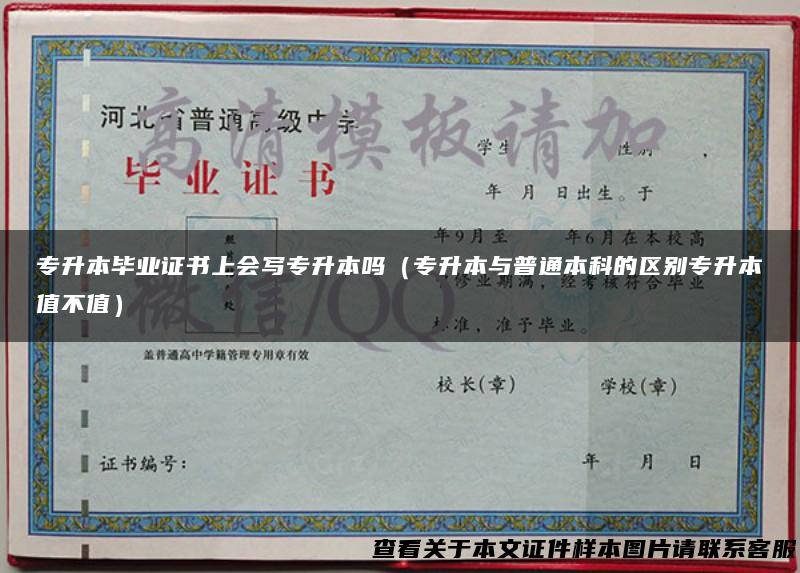 河北省普通高级中学
毕业证书
高清模板请加
学生 性别 ，
年 月 日出生。于
年9月至 年6月在本校高
专升本毕业证书上会写专升本吗（专升本与普通本科的区别专升本
值不值）
中修业期满，经考核符合毕业
标准，准予毕业。
微信/QQ
盖普通高中学籍管理专用章有效
校长(章) 学校(章)
证书编号： 年 月 日
查看关于本文证件样本图片请联系客服